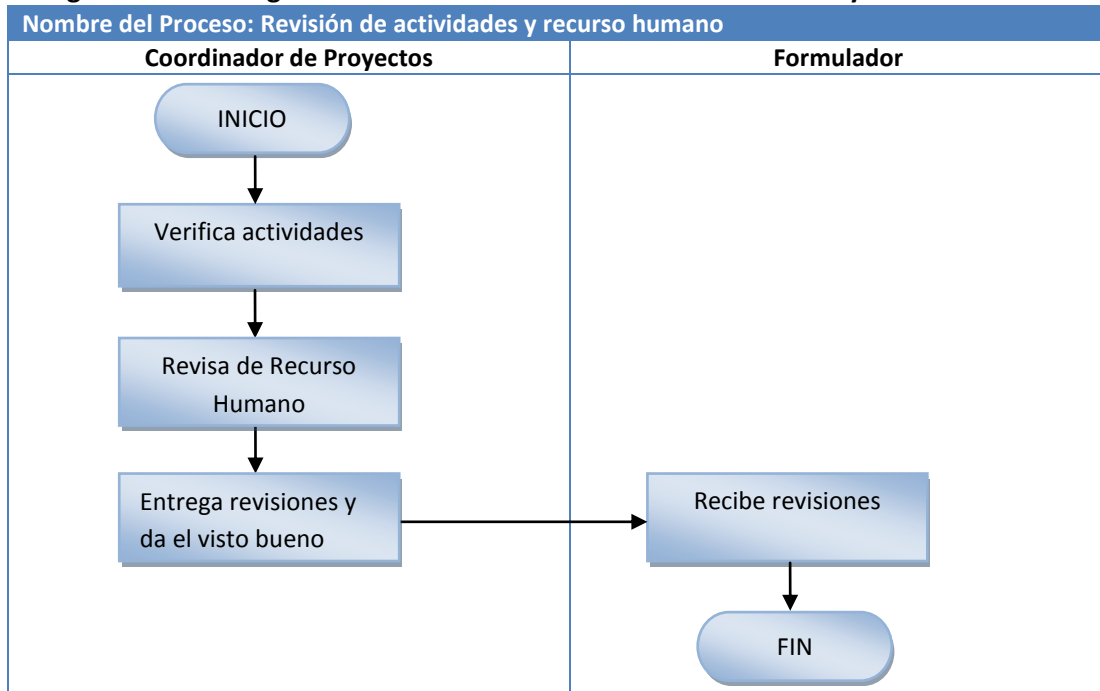 Nombre del Proceso: Revisión de actividades y recurso humano
Coordinador de Proyectos
Formulador
INICIO
Verifica actividades
Revisa de Recurso
Humano
Entrega revisiones y
da el visto bueno
Recibe revisiones
FIN